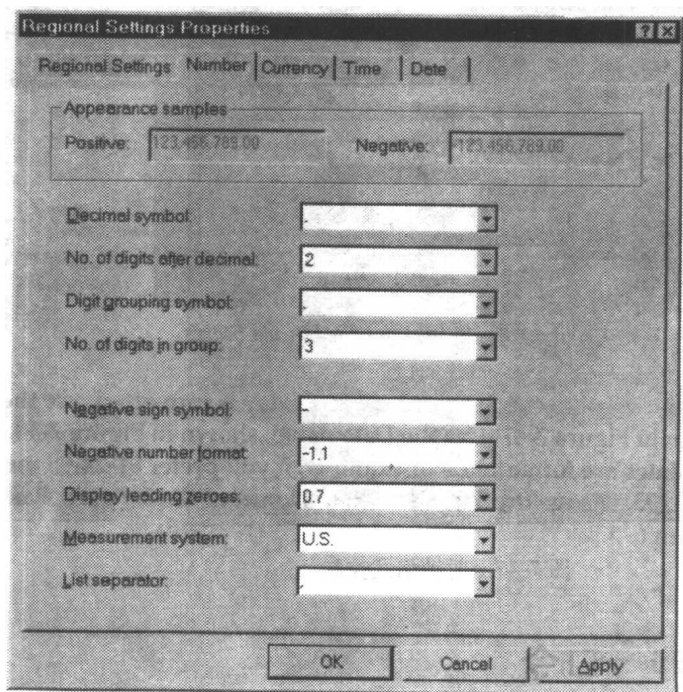 Regional Settings Properties
Regional Settings Number Currency Time Date
Appearance samples
Positive: 123,456,789.00 Negative: -123,456,789.00
Decimal symbol: .
No. of digits after decimal: 2
Digit grouping symbol: ,
No. of digits in group: 3
Negative sign symbol: -
Negative number format: -1.1
Display leading zeroes: 0.7
Measurement system: U.S.
List separator: ,
OK Cancel Apply